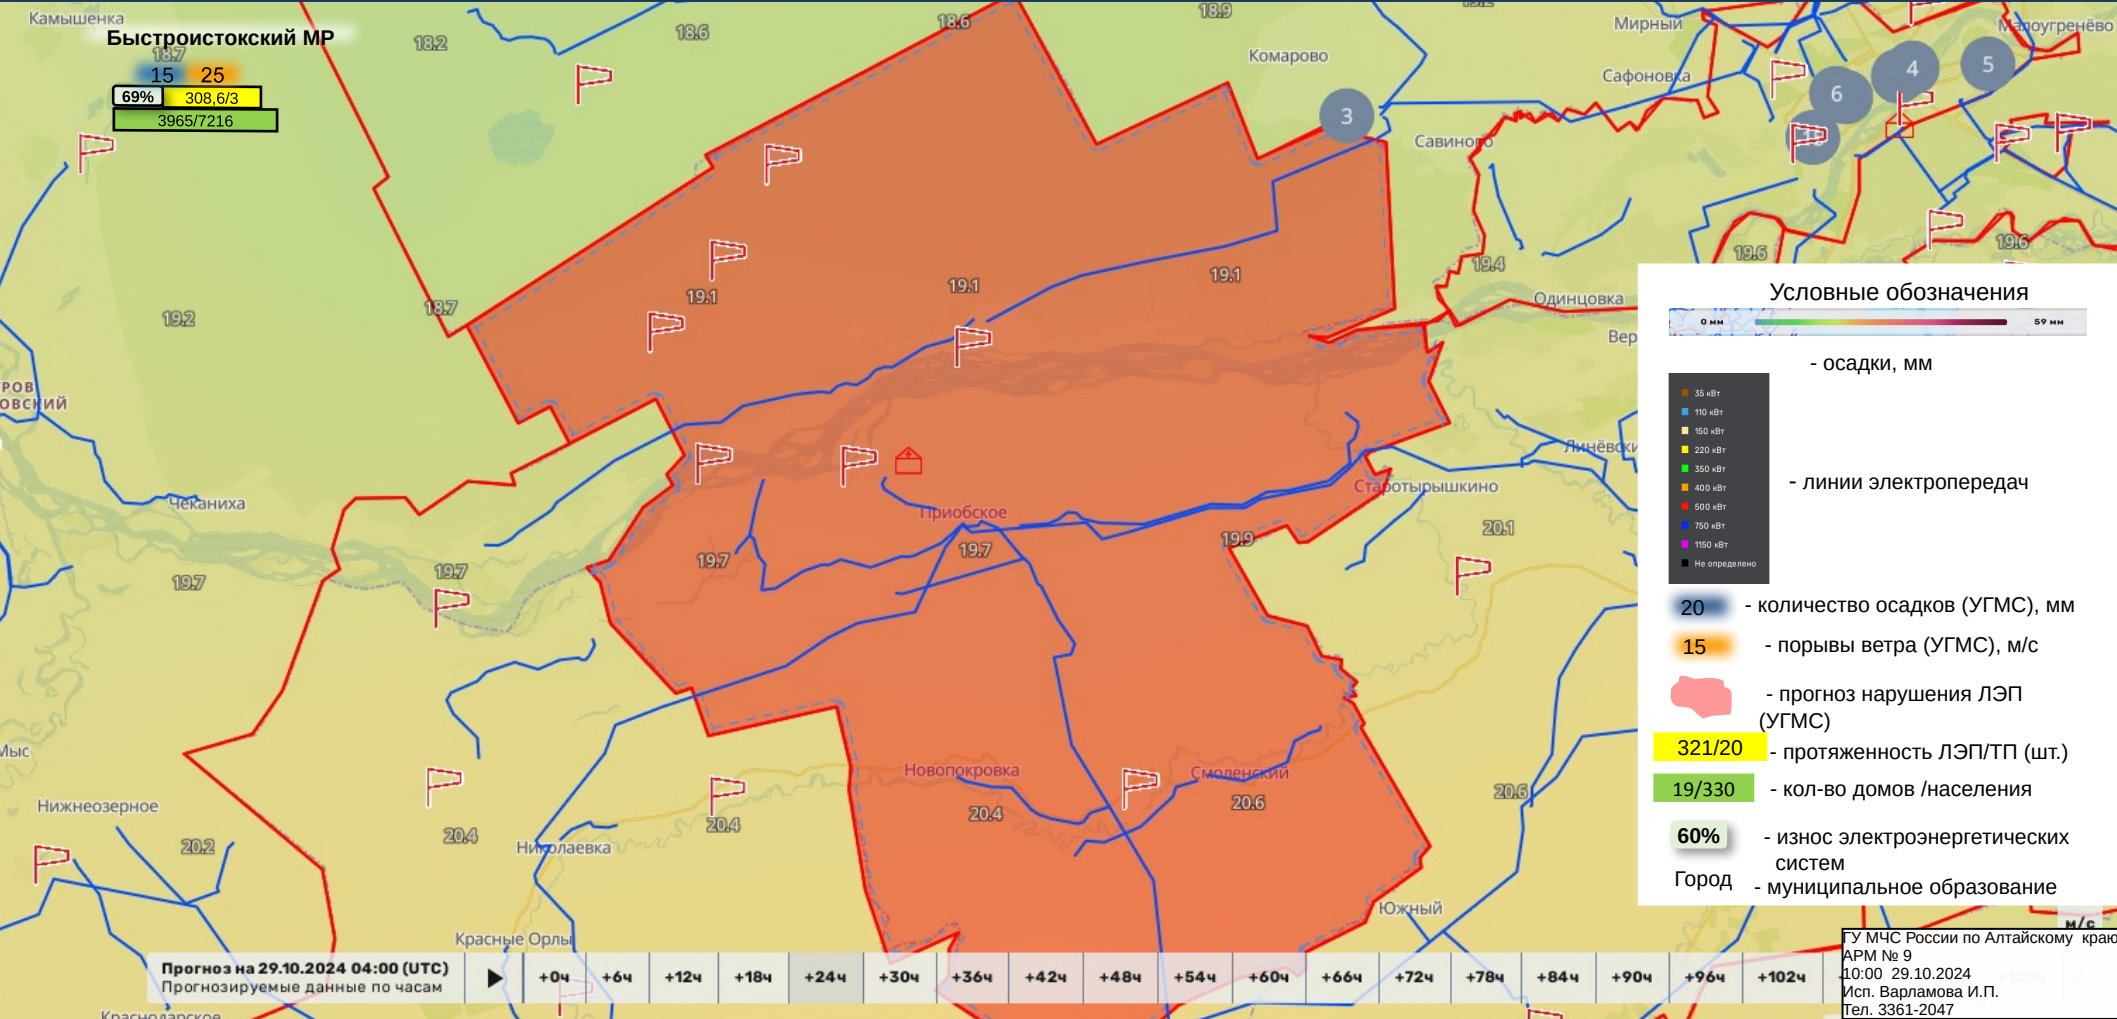 Камышенка
Быстроистокский МР
18.7
15 25
69% 308,6/3
3965/7216
18.2
18.6
18.6
18.9
Комарово
Мирный
Малоугренёво
Сафоновка
4
5
6
3
Савиново
19.4
19.6
19.6
Одинцовка
19.2
18.7
19.1
19.1
19.1
Чеканиха
19.7
19.7
19.7
Приобское
19.7
19.9
Старотырышкино
20.1
Новопокровка
Смоленский
20.4
20.6
20.6
Нижнеозерное
20.2
20.4
20.4
Николаевка
Красные Орлы
Южный
Краснодарское
Условные обозначения
0 мм 59 мм
- осадки, мм
35 кВт
110 кВт
150 кВт
220 кВт
350 кВт
400 кВт
500 кВт
750 кВт
1150 кВт
Не определено
- линии электропередач
20 - количество осадков (УГМС), мм
15 - порывы ветра (УГМС), м/с
- прогноз нарушения ЛЭП
(УГМС)
321/20 - протяженность ЛЭП/ТП (шт.)
19/330 - кол-во домов /населения
60% - износ электроэнергетических
систем
Город - муниципальное образование
м/с
Прогноз на 29.10.2024 04:00 (UTC)
Прогнозируемые данные по часам
+0ч +6ч +12ч +18ч +24ч +30ч +36ч +42ч +48ч +54ч +60ч +66ч +72ч +78ч +84ч +90ч +96ч +102ч
ГУ МЧС России по Алтайскому краю
АРМ № 9
10:00 29.10.2024
Исп. Варламова И.П.
Тел. 3361-2047